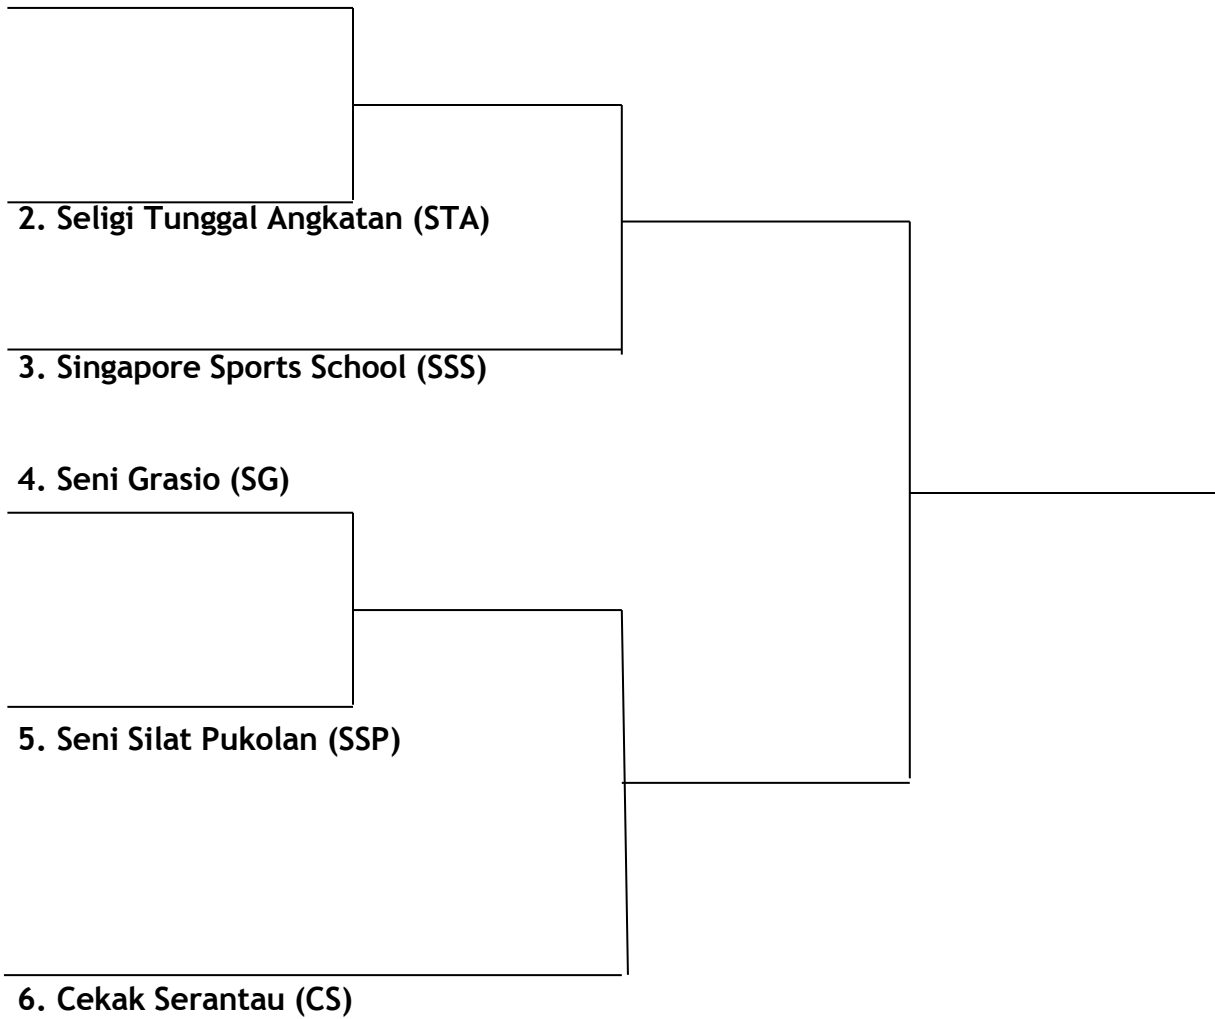 2. Seligi Tunggal Angkatan (STA)
3. Singapore Sports School (SSS)
4. Seni Grasio (SG)
5. Seni Silat Pukolan (SSP)
6. Cekak Serantau (CS)